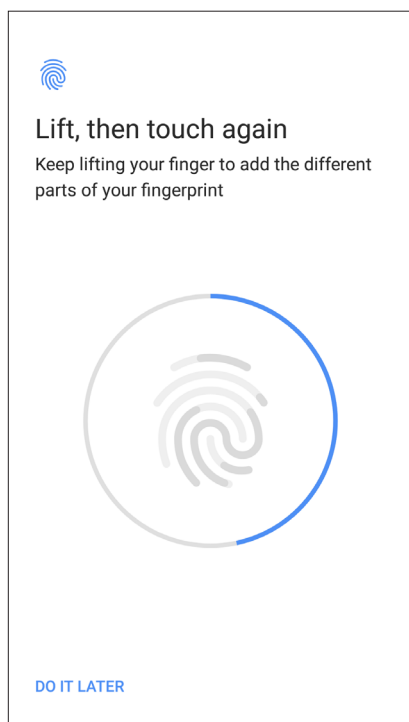 Lift, then touch again
Keep lifting your finger to add the different
parts of your fingerprint
DO IT LATER